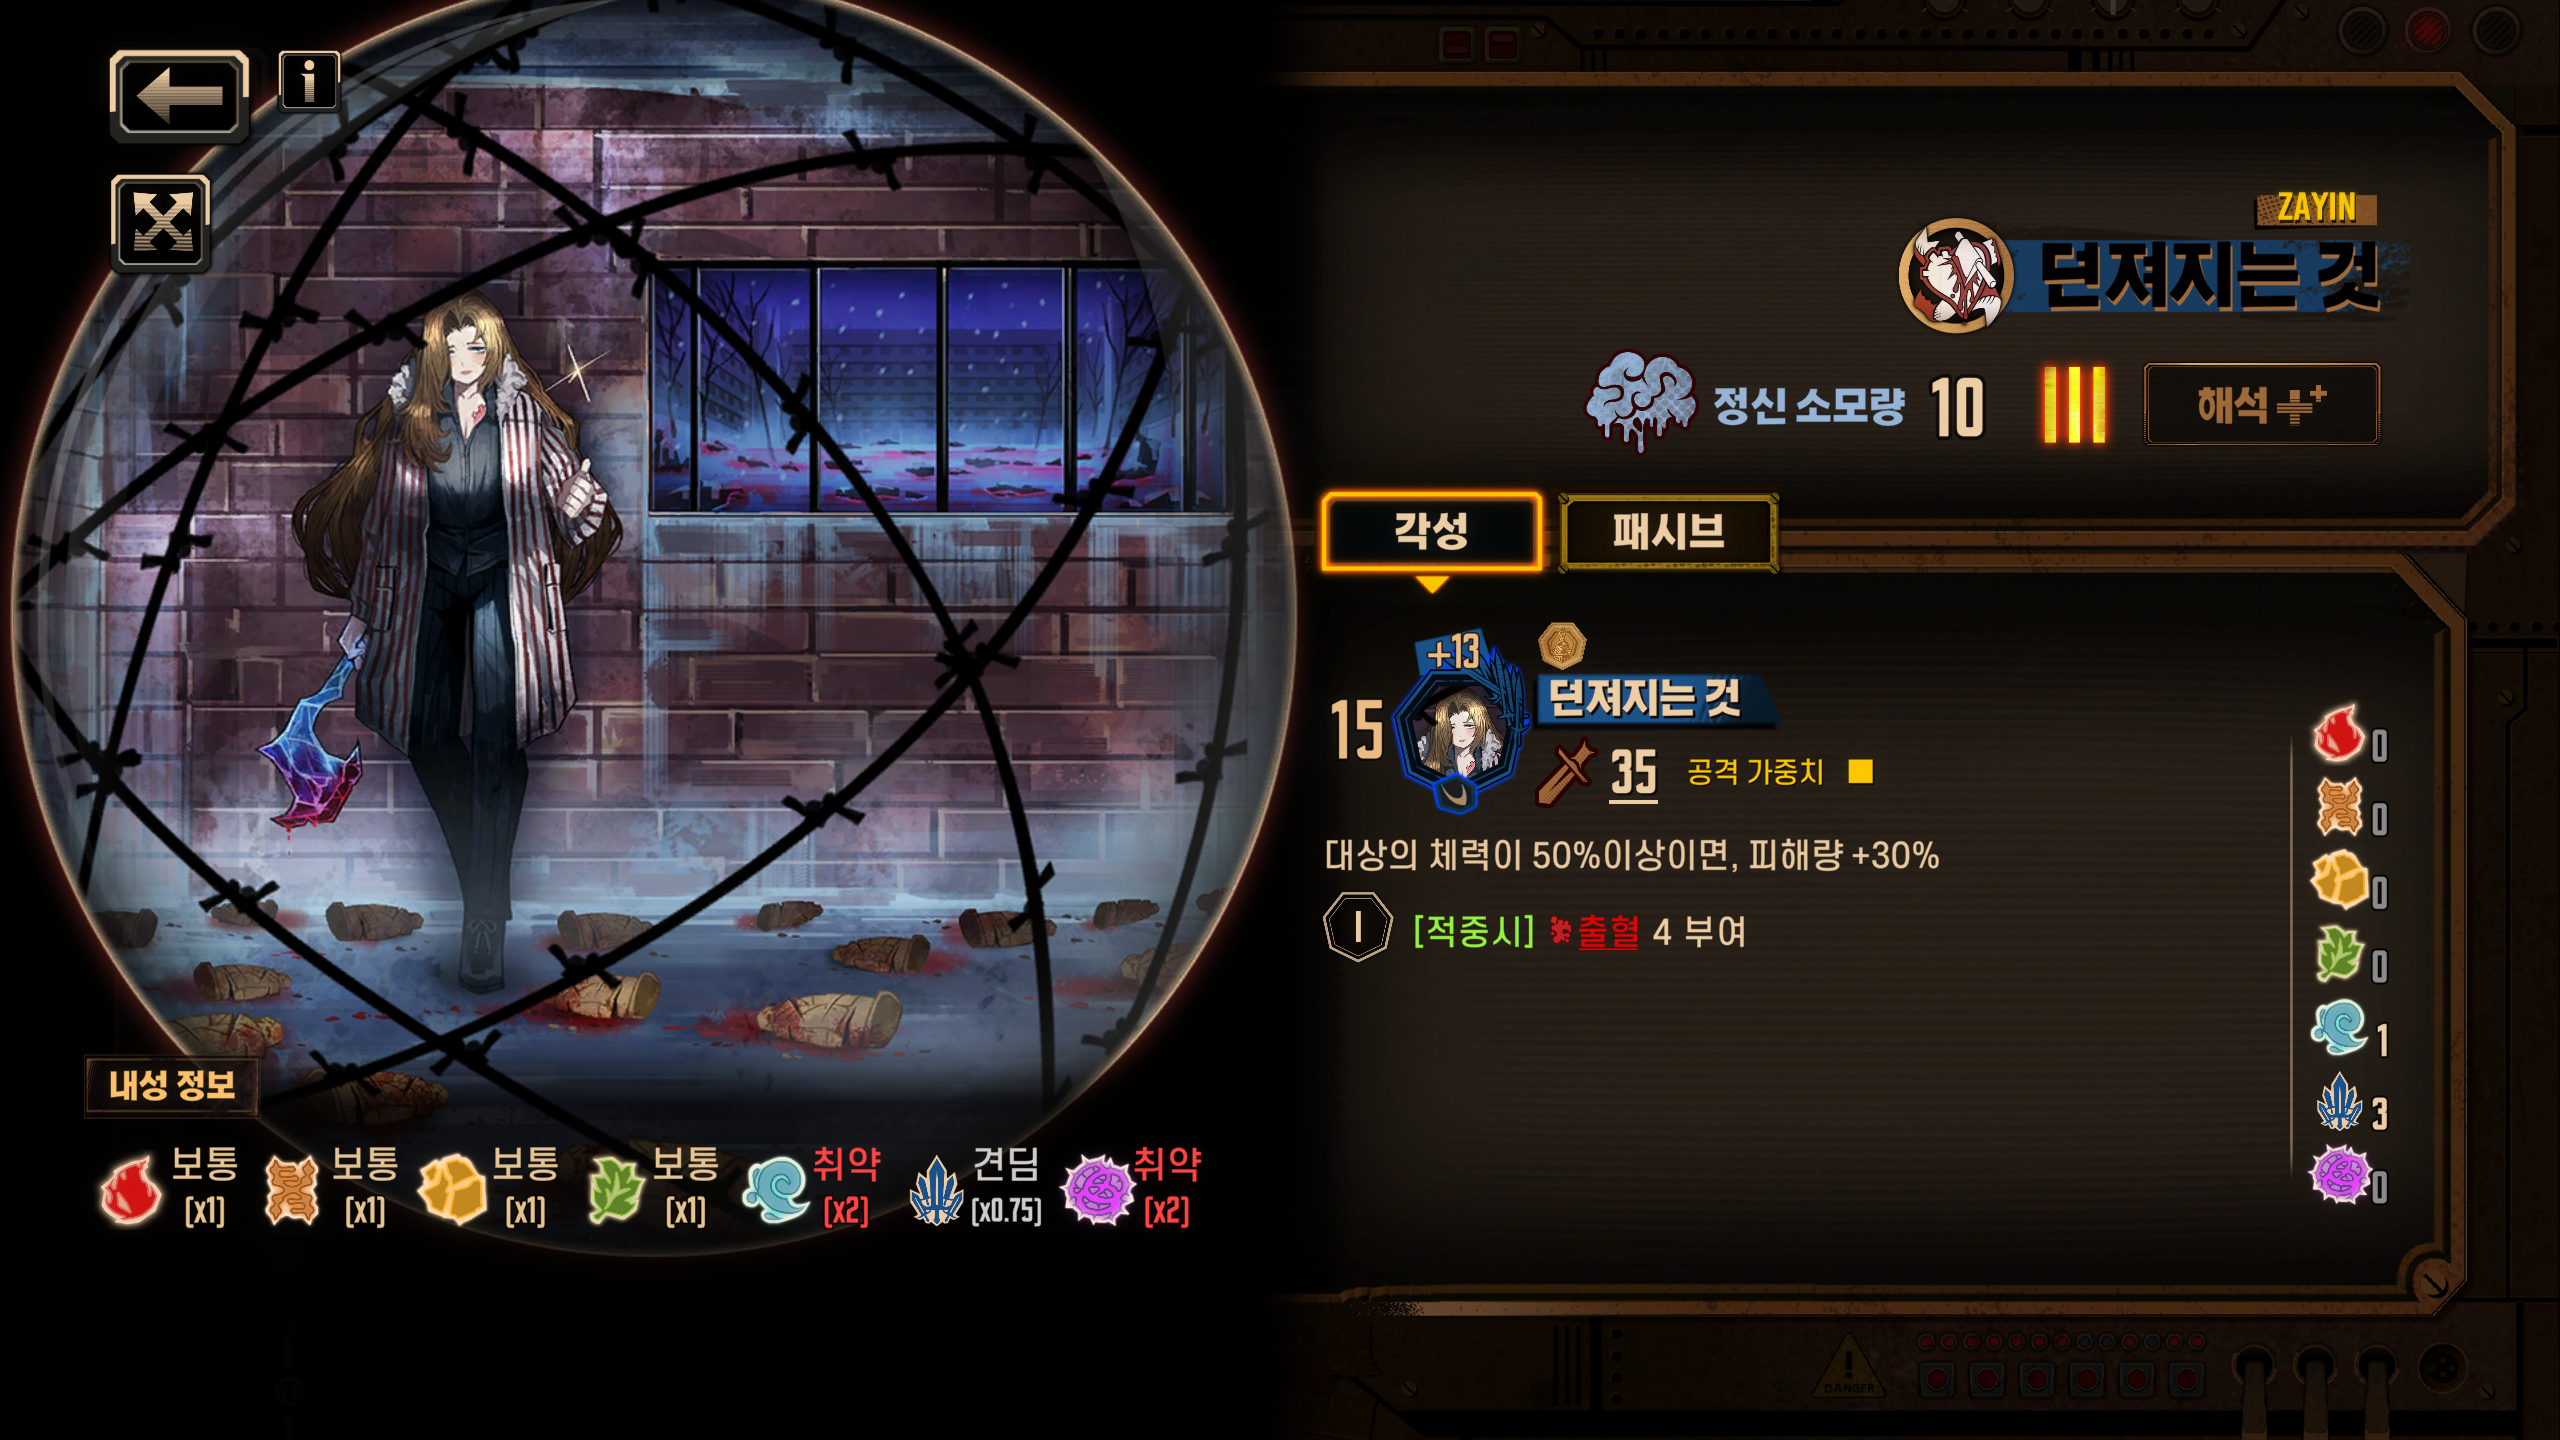 ZAYIN
던져지는 것
정신 소모량 10
해석
각성
패시브
+13
15
던져지는 것
35
공격 가중치
대상의 체력이 50%이상이면, 피해량 +30%
I
[적중시] 출혈 4 부여
0
0
0
0
1
3
0
내성 정보
보통 보통 보통 보통 취약 견딤 취약
[x1] [x1] [x1] [x1] [x2] [x0.75] [x2]
DANGER